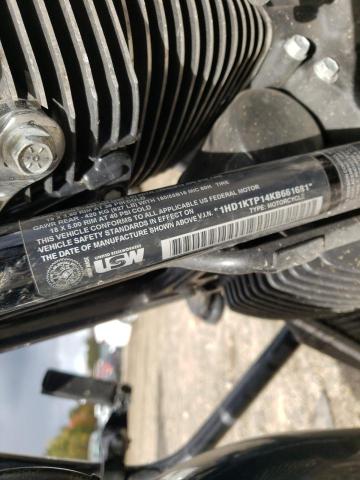 18 X 5.00 RIM AT 40 PSI COLD
GAWR REAR - 420 KG (927 LB) WITH 180/55B18 M/C 80H TIRE
THIS VEHICLE CONFORMS TO ALL APPLICABLE US FEDERAL MOTOR
VEHICLE SAFETY STANDARDS IN EFFECT ON
THE DATE OF MANUFACTURE SHOWN ABOVE V.I.N. *1HD1KTP14KB661681*
TYPE: MOTORCYCLE